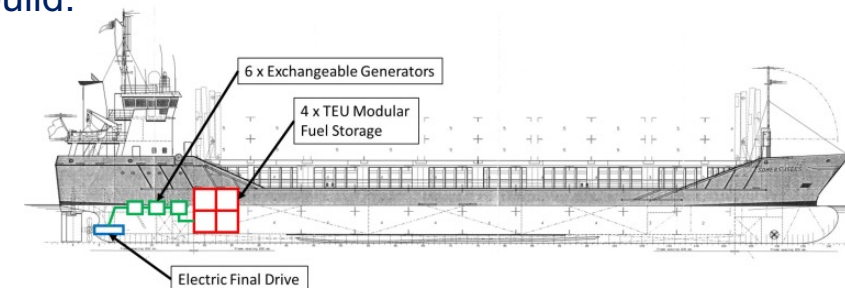 uild.
6 x Exchangeable Generators
4 x TEU Modular
Fuel Storage
Electric Final Drive